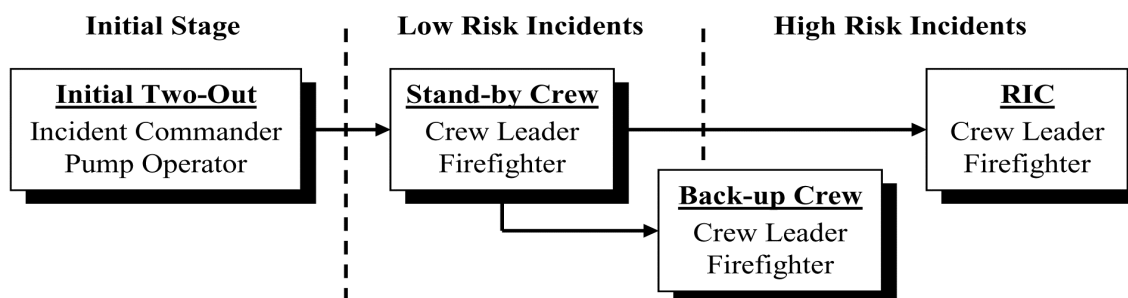 Initial Stage
Low Risk Incidents
High Risk Incidents
Initial Two-Out
Incident Commander
Pump Operator
Stand-by Crew
Crew Leader
Firefighter
RIC
Crew Leader
Firefighter
Back-up Crew
Crew Leader
Firefighter